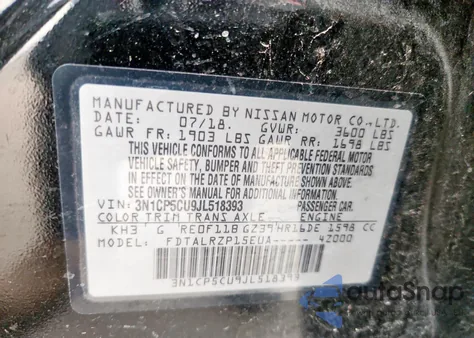 MANUFACTURED BY NISSAN MOTOR CO.,LTD.
DATE: 07/18. GVWR: 3600 LBS
GAWR FR: 1903 LBS GAWR RR: 1698 LBS
THIS VEHICLE CONFORMS TO ALL APPLICABLE FEDERAL MOTOR
VEHICLE SAFETY, BUMPER AND THEFT PREVENTION STANDARDS
IN EFFECT ON THE DATE OF MANUFACTURE SHOWN ABOVE.
SEE OWNER'S MANUAL FOR ADDITIONAL INFORMATION.
VIN: 3N1CP5CU9JL518393 PASSENGER CAR.
COLOR TRIM TRANS AXLE ENGINE
KH3 G RE0F11B GZ39 HR16DE 1598 CC
MODEL: FDTALRZP15EUA----- 4Z000
3N1CP5CU9JL518393
autoSnap